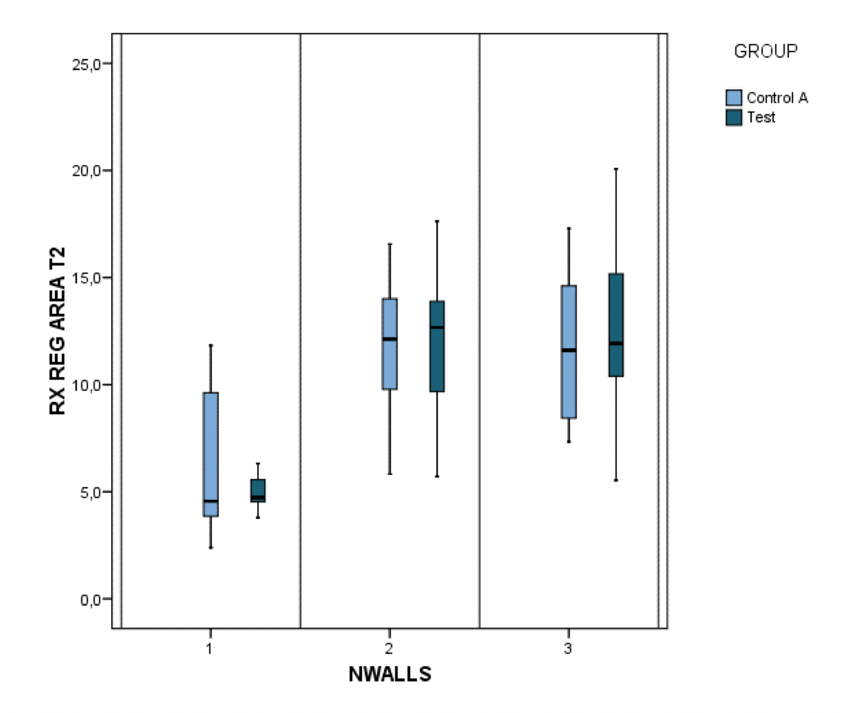 GROUP
Control A
Test
25,0
20,0
15,0
10,0
5,0
0,0
RX REG AREA T2
1
2
3
NWALLS